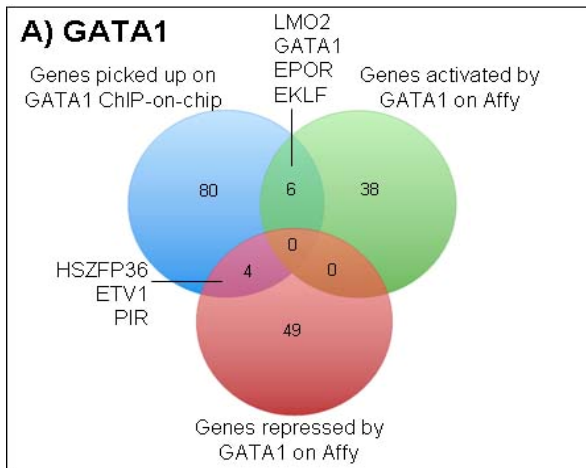 A) GATA1
LMO2
GATA1
EPOR
EKLF
Genes picked up on
GATA1 ChIP-on-chip
Genes activated by
GATA1 on Affy
80
6
38
0
4
0
HSZFP36
ETV1
PIR
49
Genes repressed by
GATA1 on Affy